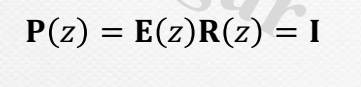 P(z) = E(z)R(z) = I